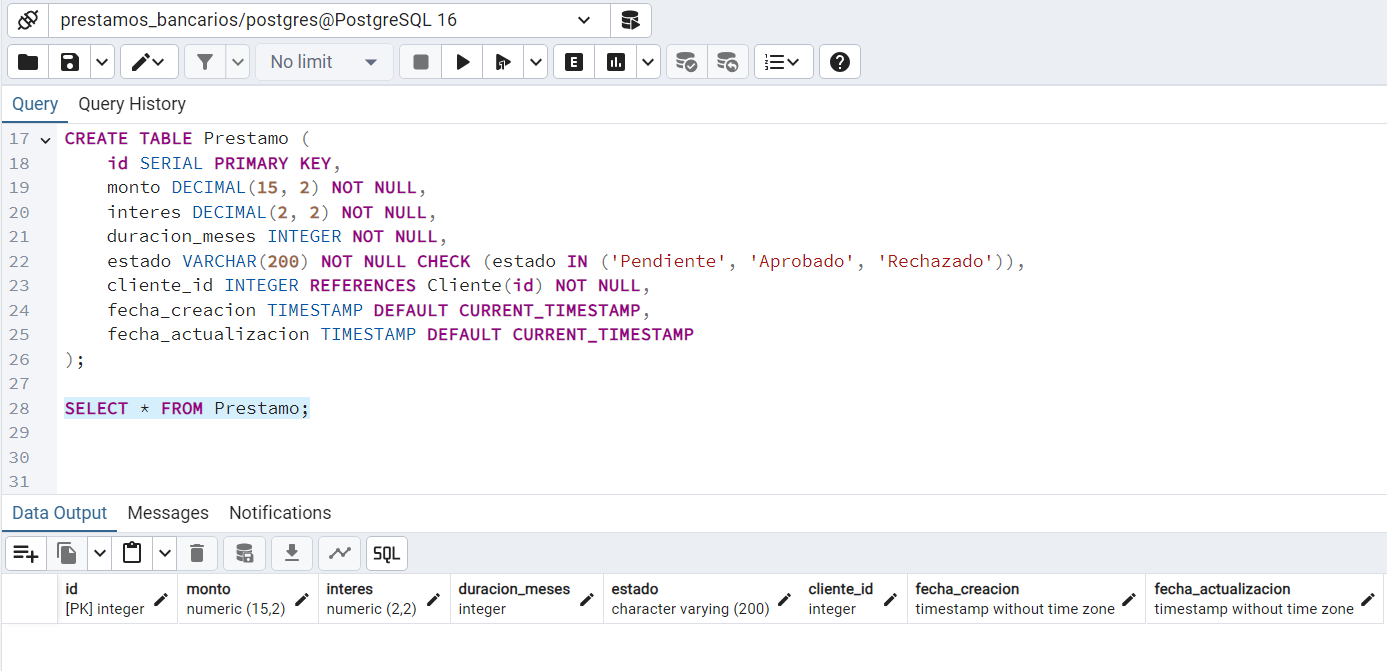 prestamos_bancarios/postgres@PostgreSQL 16
No limit
E
Query Query History
17 CREATE TABLE Prestamo (
18 id SERIAL PRIMARY KEY,
19 monto DECIMAL(15, 2) NOT NULL,
20 interes DECIMAL(2, 2) NOT NULL,
21 duracion_meses INTEGER NOT NULL,
22 estado VARCHAR(200) NOT NULL CHECK (estado IN ('Pendiente', 'Aprobado', 'Rechazado')),
23 cliente_id INTEGER REFERENCES Cliente(id) NOT NULL,
24 fecha_creacion TIMESTAMP DEFAULT CURRENT_TIMESTAMP,
25 fecha_actualizacion TIMESTAMP DEFAULT CURRENT_TIMESTAMP
26 );
27
28 SELECT * FROM Prestamo;
29
30
31
Data Output Messages Notifications
SQL
id monto interes duracion_meses estado cliente_id fecha_creacion fecha_actualizacion
[PK] integer numeric (15,2) numeric (2,2) integer character varying (200) integer timestamp without time zone timestamp without time zone